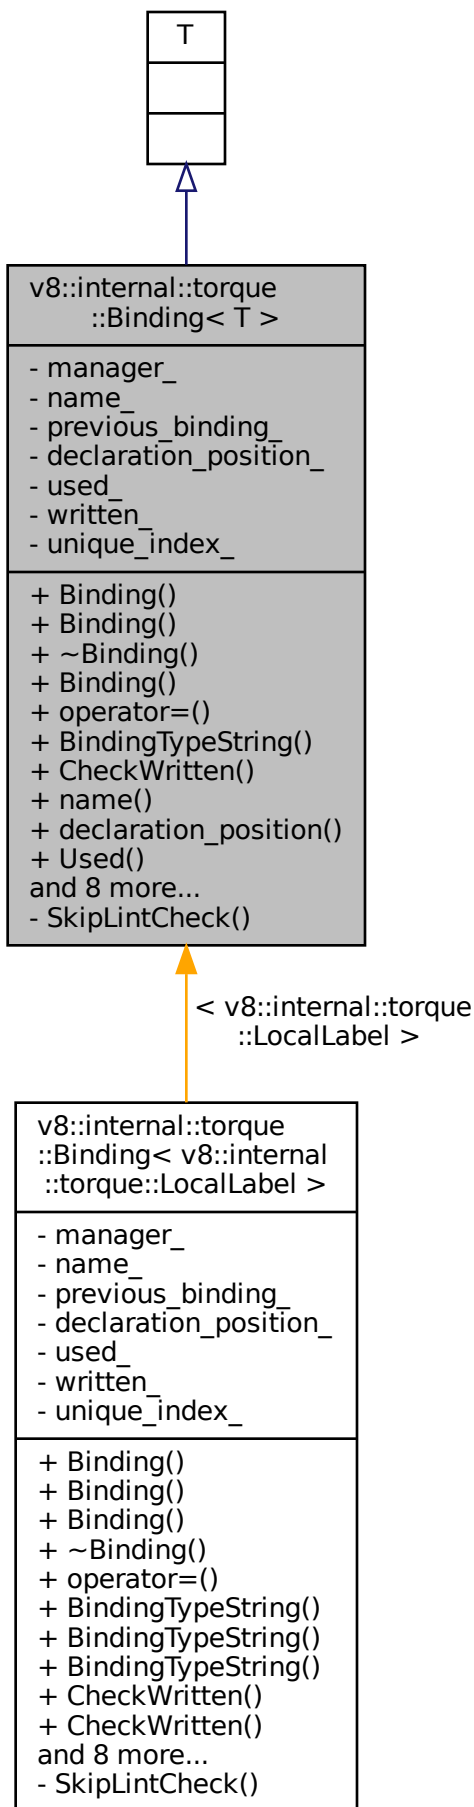 T
v8::internal::torque
::Binding< T >
- manager_
- name_
- previous_binding_
- declaration_position_
- used_
- written_
- unique_index_
+ Binding()
+ Binding()
+ ~Binding()
+ Binding()
+ operator=()
+ BindingTypeString()
+ CheckWritten()
+ name()
+ declaration_position()
+ Used()
and 8 more...
- SkipLintCheck()
< v8::internal::torque
::LocalLabel >
v8::internal::torque
::Binding< v8::internal
::torque::LocalLabel >
- manager_
- name_
- previous_binding_
- declaration_position_
- used_
- written_
- unique_index_
+ Binding()
+ Binding()
+ Binding()
+ ~Binding()
+ operator=()
+ BindingTypeString()
+ BindingTypeString()
+ BindingTypeString()
+ CheckWritten()
+ CheckWritten()
and 8 more...
- SkipLintCheck()